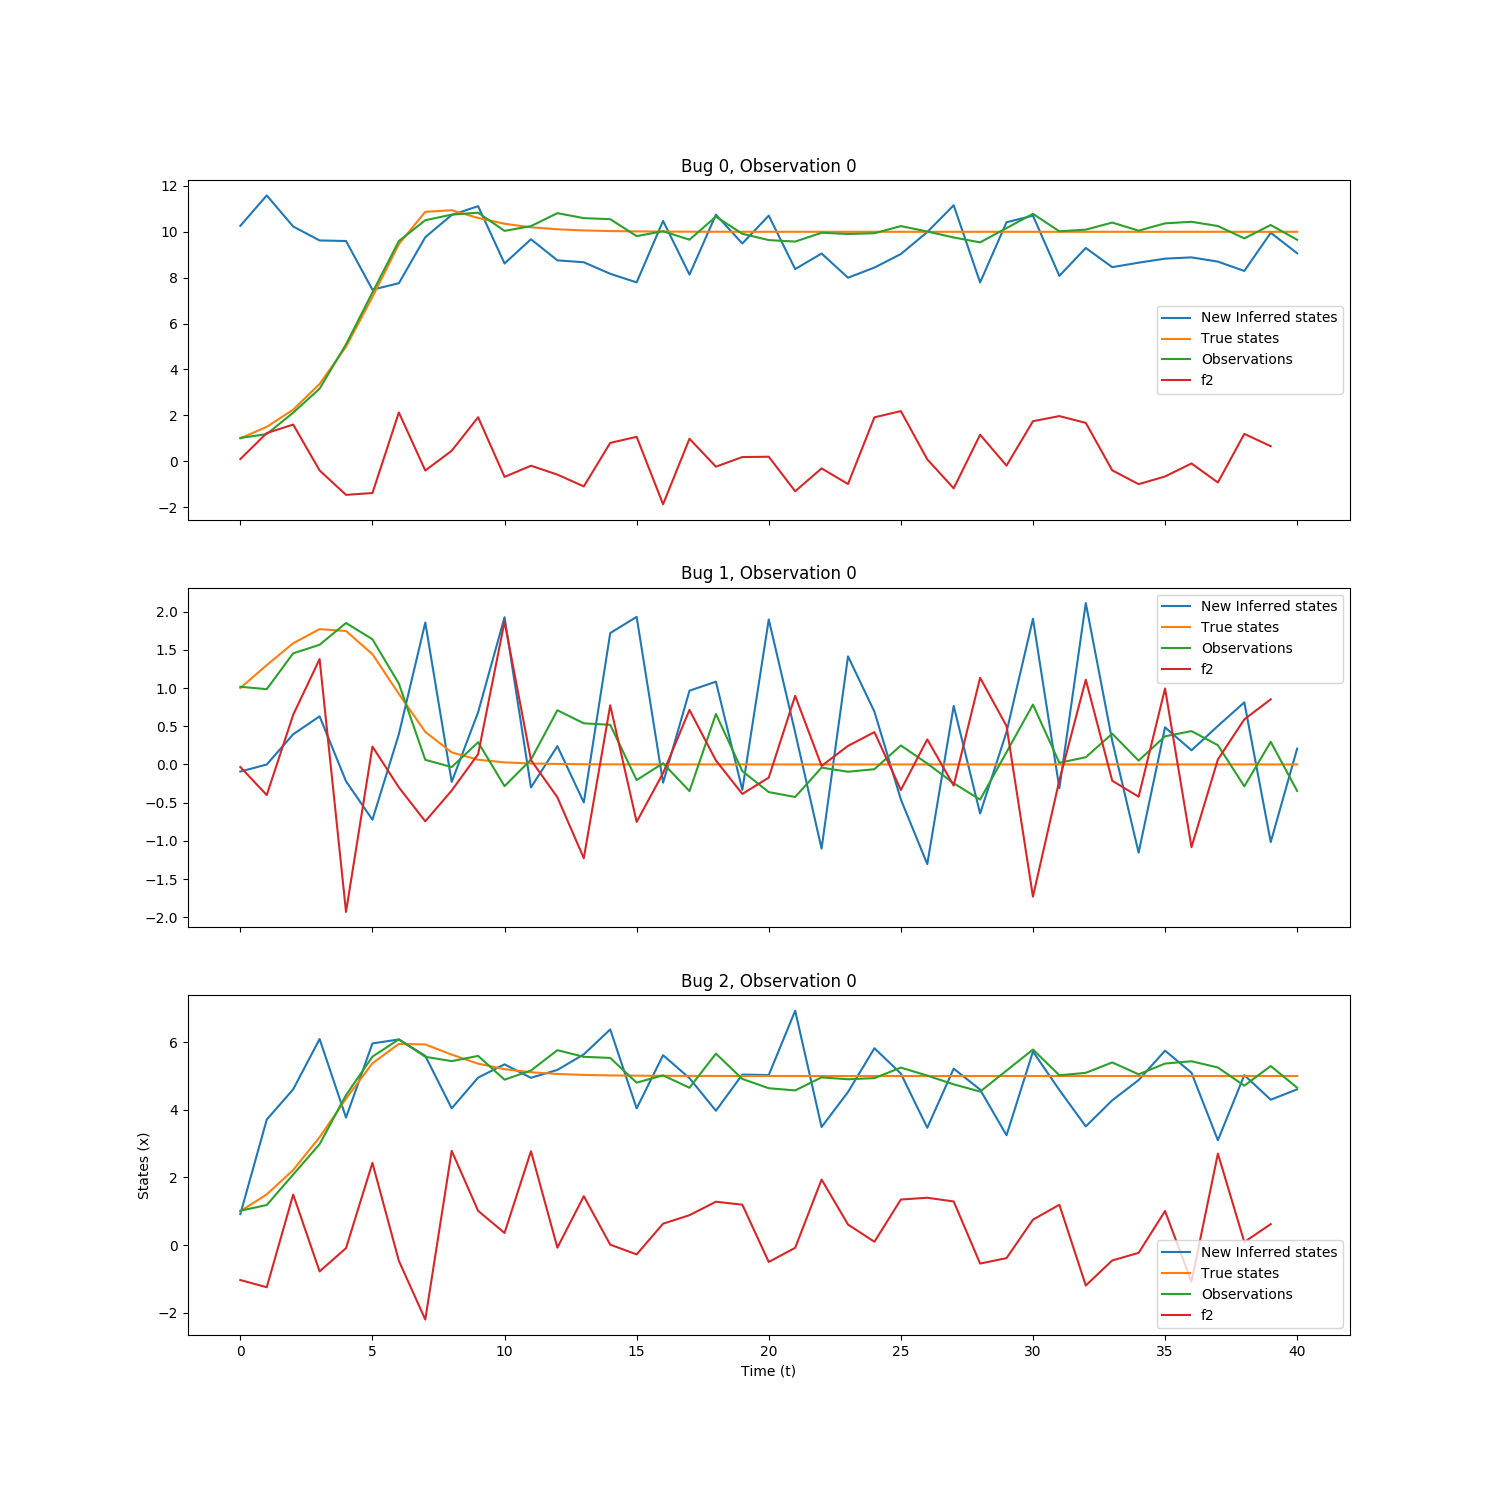 Bug 0, Observation 0
12
10
8
6
4
2
0
−2
New Inferred states
True states
Observations
f2
Bug 1, Observation 0
2.0
1.5
1.0
0.5
0.0
−0.5
−1.0
−1.5
−2.0
New Inferred states
True states
Observations
f2
Bug 2, Observation 0
States (x)
6
4
2
0
−2
New Inferred states
True states
Observations
f2
0 5 10 15 20 25 30 35 40
Time (t)